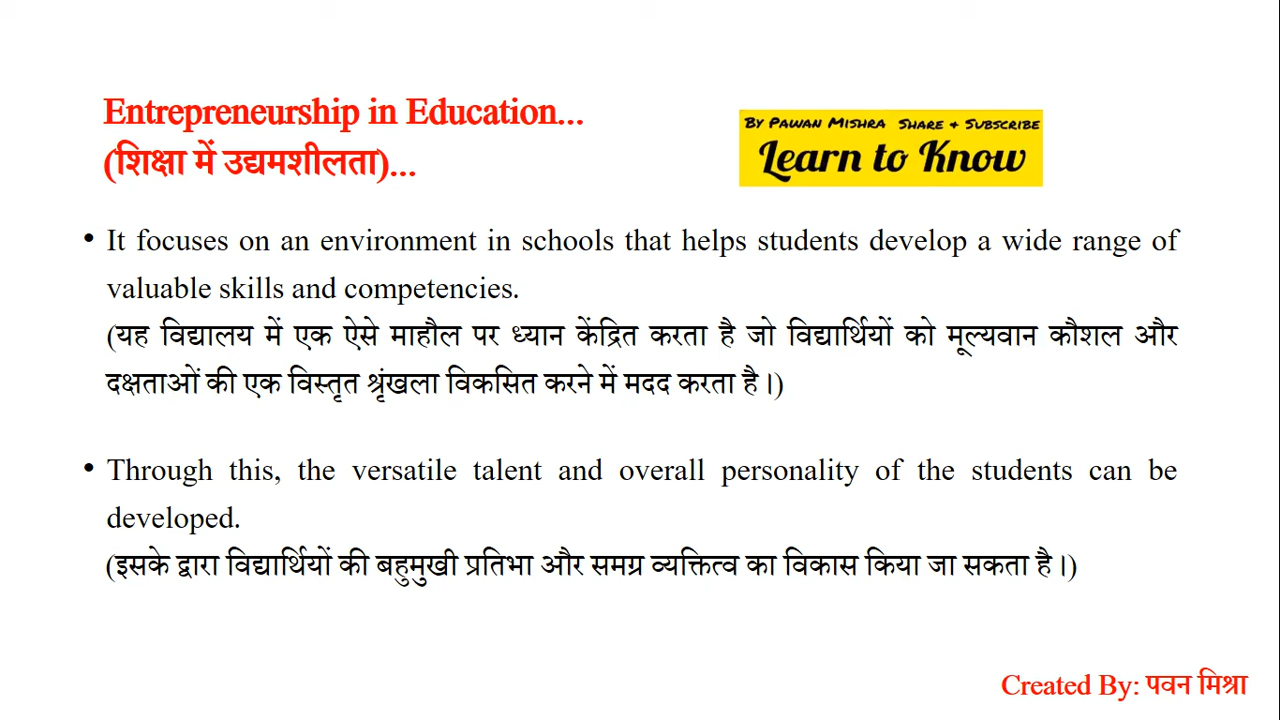 Entrepreneurship in Education...
(शिक्षा में उद्यमशीलता)...
By Pawan Mishra Share + Subscribe
Learn to Know
• It focuses on an environment in schools that helps students develop a wide range of
valuable skills and competencies.
(यह विद्यालय में एक ऐसे माहौल पर ध्यान केंद्रित करता है जो विद्यार्थियों को मूल्यवान कौशल और
दक्षताओं की एक विस्तृत श्रृंखला विकसित करने में मदद करता है।)
• Through this, the versatile talent and overall personality of the students can be
developed.
(इसके द्वारा विद्यार्थियों की बहुमुखी प्रतिभा और समग्र व्यक्तित्व का विकास किया जा सकता है।)
Created By: पवन मिश्रा